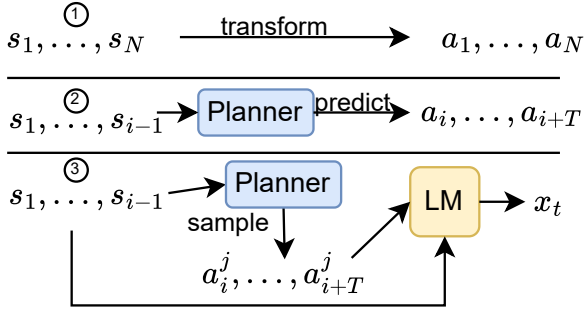 ①
s_1, ..., s_N transform a_1, ..., a_N
②
s_1, ..., s_{i-1} Planner predict a_i, ..., a_{i+T}
③
s_1, ..., s_{i-1} Planner LM x_t
sample
a_i^j, ..., a_{i+T}^j